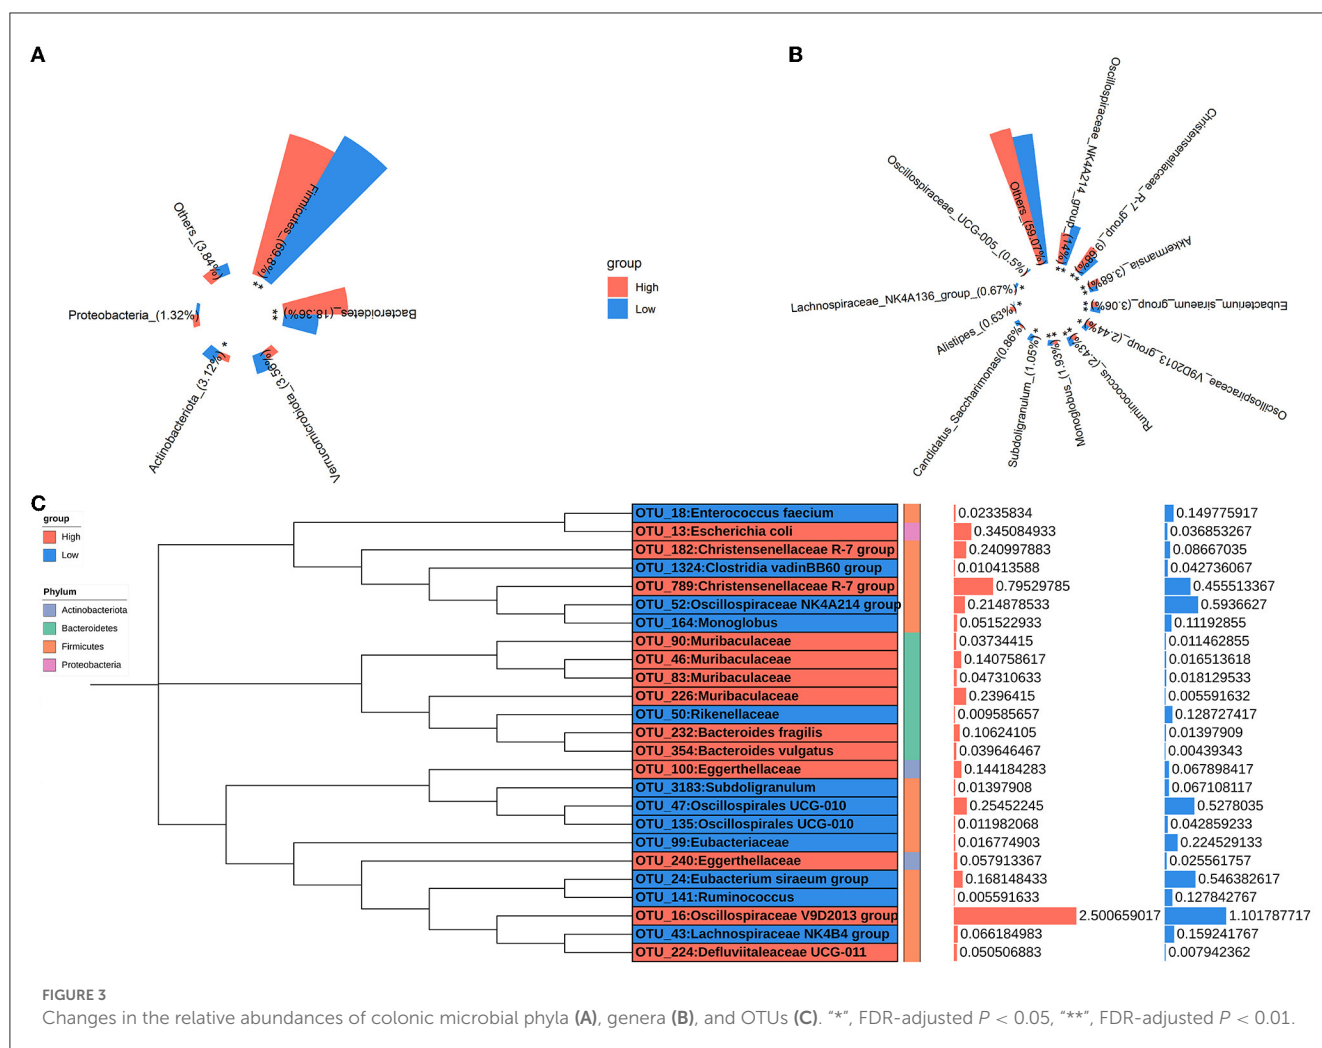 A
B
Firmicutes_(69.8%)
**
Others_(3.84%)
Proteobacteria_(1.32%)
Actinobacteriota_(3.12%)
*
Verrucomicrobiota_(3.56%)
Bacteroidetes_(18.36%)
**
group
High
Low
Others_(59.07%)
Oscillospiraceae_NK4A214_group_(14%)
**
Christensenellaceae_R-7_group_(9.68%)
**
Akkermansia_(3.68%)
*
Eubacterium_siraeum_group_(3.06%)
**
Oscillospiraceae_V9D2013_group_(2.44%)
*
Ruminococcus_(2.43%)
**
Monoglobus_(1.93%)
**
Subdoligranulum_(1.05%)
*
Candidatus_Saccharimonas(0.86%)
*
Alistipes_(0.63%)
*
Lachnospiraceae_NK4A136_group_(0.67%)
*
Oscillospiraceae_UCG-005_(0.5%)
*
C
group
High
Low
Phylum
Actinobacteriota
Bacteroidetes
Firmicutes
Proteobacteria
OTU_18:Enterococcus faecium 0.02335834 0.149775917
OTU_13:Escherichia coli 0.345084933 0.036853267
OTU_182:Christensenellaceae R-7 group 0.240997883 0.08667035
OTU_1324:Clostridia vadinBB60 group 0.010413588 0.042736067
OTU_789:Christensenellaceae R-7 group 0.79529785 0.455513367
OTU_52:Oscillospiraceae NK4A214 group 0.214878533 0.5936627
OTU_164:Monoglobus 0.051522933 0.11192855
OTU_90:Muribaculaceae 0.03734415 0.011462855
OTU_46:Muribaculaceae 0.140758617 0.016513618
OTU_83:Muribaculaceae 0.047310633 0.018129533
OTU_226:Muribaculaceae 0.2396415 0.005591632
OTU_50:Rikenellaceae 0.009585657 0.128727417
OTU_232:Bacteroides fragilis 0.10624105 0.01397909
OTU_354:Bacteroides vulgatus 0.039646467 0.00439343
OTU_100:Eggerthellaceae 0.144184283 0.067898417
OTU_3183:Subdoligranulum 0.01397908 0.067108117
OTU_47:Oscillospirales UCG-010 0.25452245 0.5278035
OTU_135:Oscillospirales UCG-010 0.011982068 0.042859233
OTU_99:Eubacteriaceae 0.016774903 0.224529133
OTU_240:Eggerthellaceae 0.057913367 0.025561757
OTU_24:Eubacterium siraeum group 0.168148433 0.546382617
OTU_141:Ruminococcus 0.005591633 0.127842767
OTU_16:Oscillospiraceae V9D2013 group 2.500659017 1.101787717
OTU_43:Lachnospiraceae NK4B4 group 0.066184983 0.159241767
OTU_224:Defluviitaleaceae UCG-011 0.050506883 0.007942362
FIGURE 3
Changes in the relative abundances of colonic microbial phyla (A), genera (B), and OTUs (C). “*”, FDR-adjusted P < 0.05, “**”, FDR-adjusted P < 0.01.